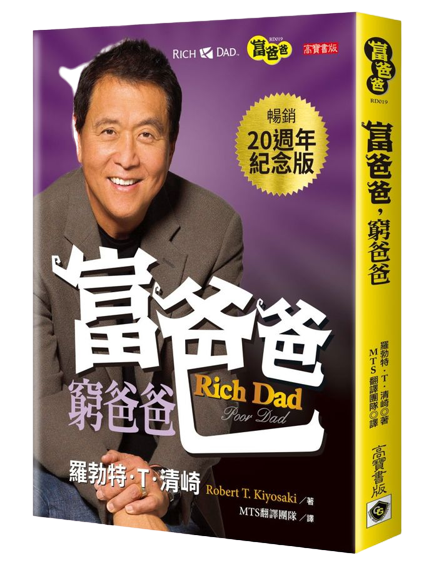 RICH DAD
富爸爸
RD019
高寶書版
暢銷
20週年
紀念版
富爸爸
窮爸爸
Rich Dad
Poor Dad
羅勃特·T·清崎
Robert T. Kiyosaki/著
MTS翻譯團隊/譯
富爸爸
RD019
富爸爸,窮爸爸
羅勃特·T·清崎◎著
MTS翻譯團隊◎譯
高寶書版